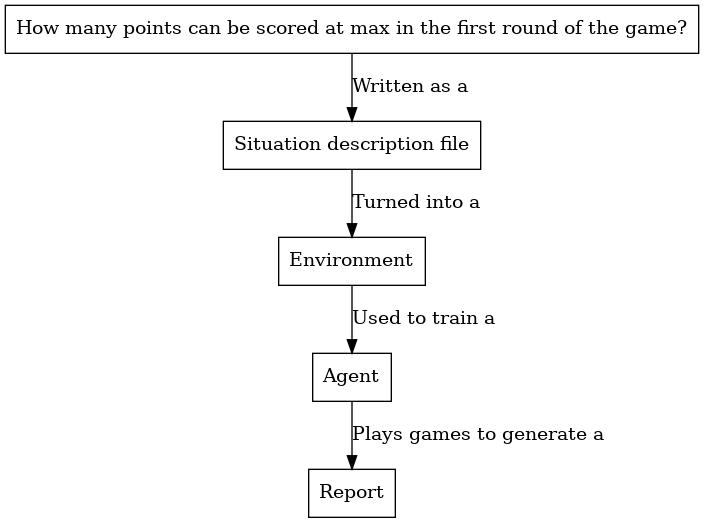 How many points can be scored at max in the first round of the game?
Written as a
Situation description file
Turned into a
Environment
Used to train a
Agent
Plays games to generate a
Report